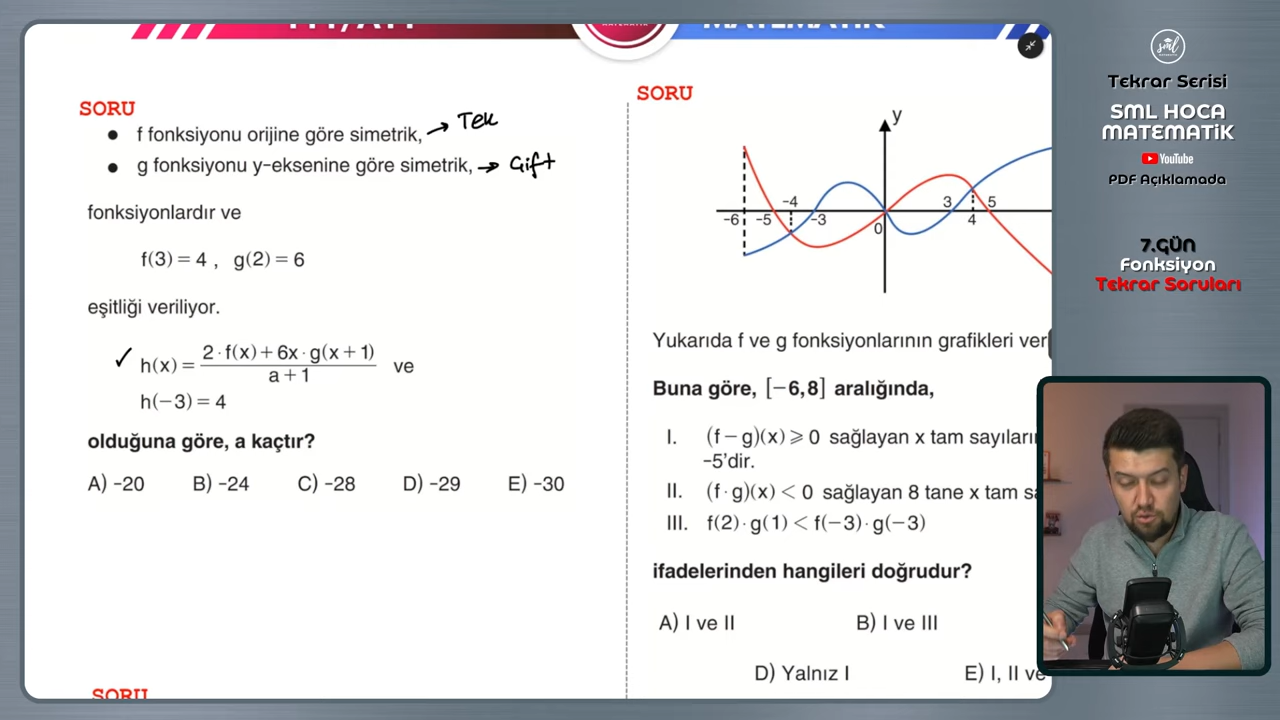 MATEMATİK
SORU
f fonksiyonu orijine göre simetrik, → Tek
g fonksiyonu y-eksenine göre simetrik, → Çift
fonksiyonlardır ve
f(3) = 4 , g(2) = 6
eşitliği veriliyor.
✓ h(x) = 2·f(x) + 6x·g(x + 1) / a + 1 ve
h(−3) = 4
olduğuna göre, a kaçtır?
A) -20 B) -24 C) -28 D) -29 E) -30
SORU
SORU
y
-4 3 5
-6 -5 -3 0 4
Yukarıda f ve g fonksiyonlarının grafikleri ver
Buna göre, [−6, 8] aralığında,
I. (f − g)(x) ⩾ 0 sağlayan x tam sayıların
-5'dir.
II. (f · g)(x) < 0 sağlayan 8 tane x tam sa
III. f(2) · g(1) < f(−3) · g(−3)
ifadelerinden hangileri doğrudur?
A) I ve II B) I ve III
D) Yalnız I E) I, II ve
sml
Tekrar Serisi
SML HOCA
MATEMATİK
YouTube
PDF Açıklamada
7.GÜN
Fonksiyon
Tekrar Soruları